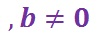 , b ≠ 0